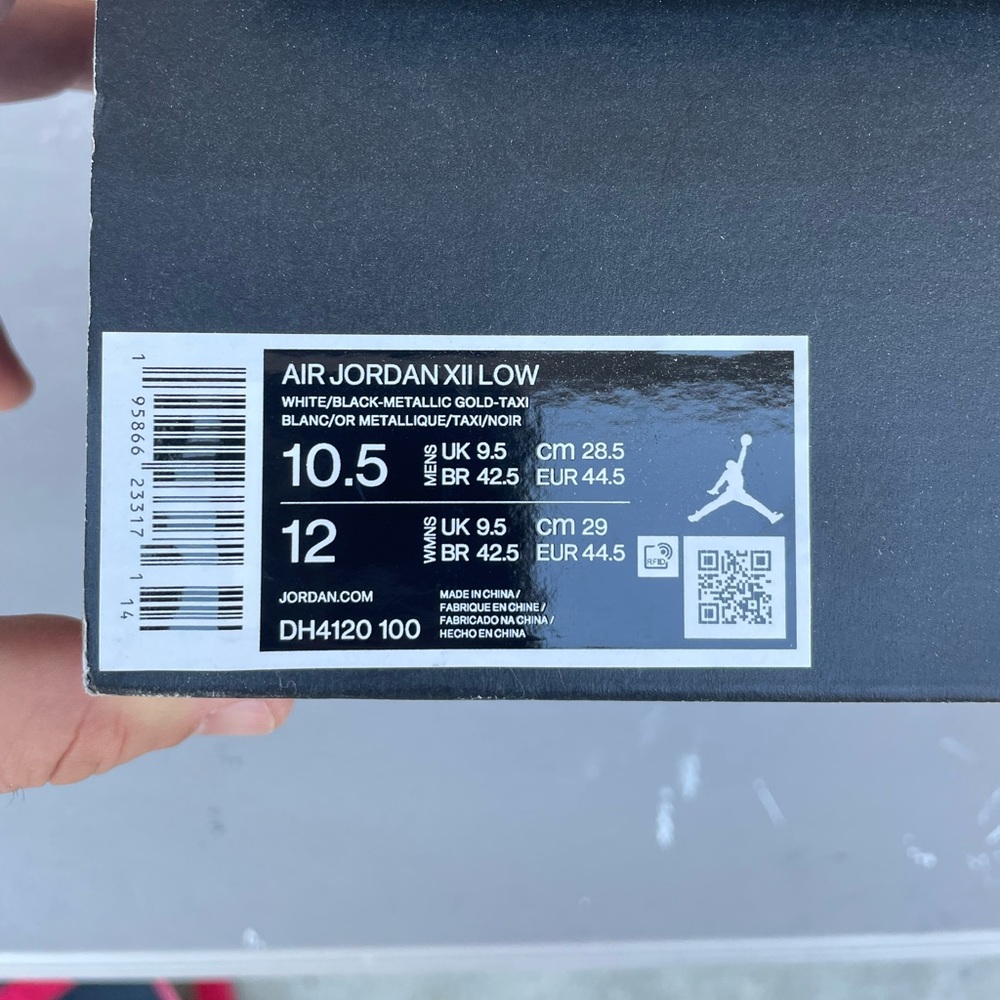 1 95866 23317 1 14
AIR JORDAN XII LOW
WHITE/BLACK-METALLIC GOLD-TAXI
BLANC/OR METALLIQUE/TAXI/NOIR
10.5 MENS UK 9.5 cm 28.5
BR 42.5 EUR 44.5
12 WMNS UK 9.5 cm 29
BR 42.5 EUR 44.5
RFID
JORDAN.COM
DH4120 100
MADE IN CHINA /
FABRIQUE EN CHINE /
FABRICADO NA CHINA /
HECHO EN CHINA